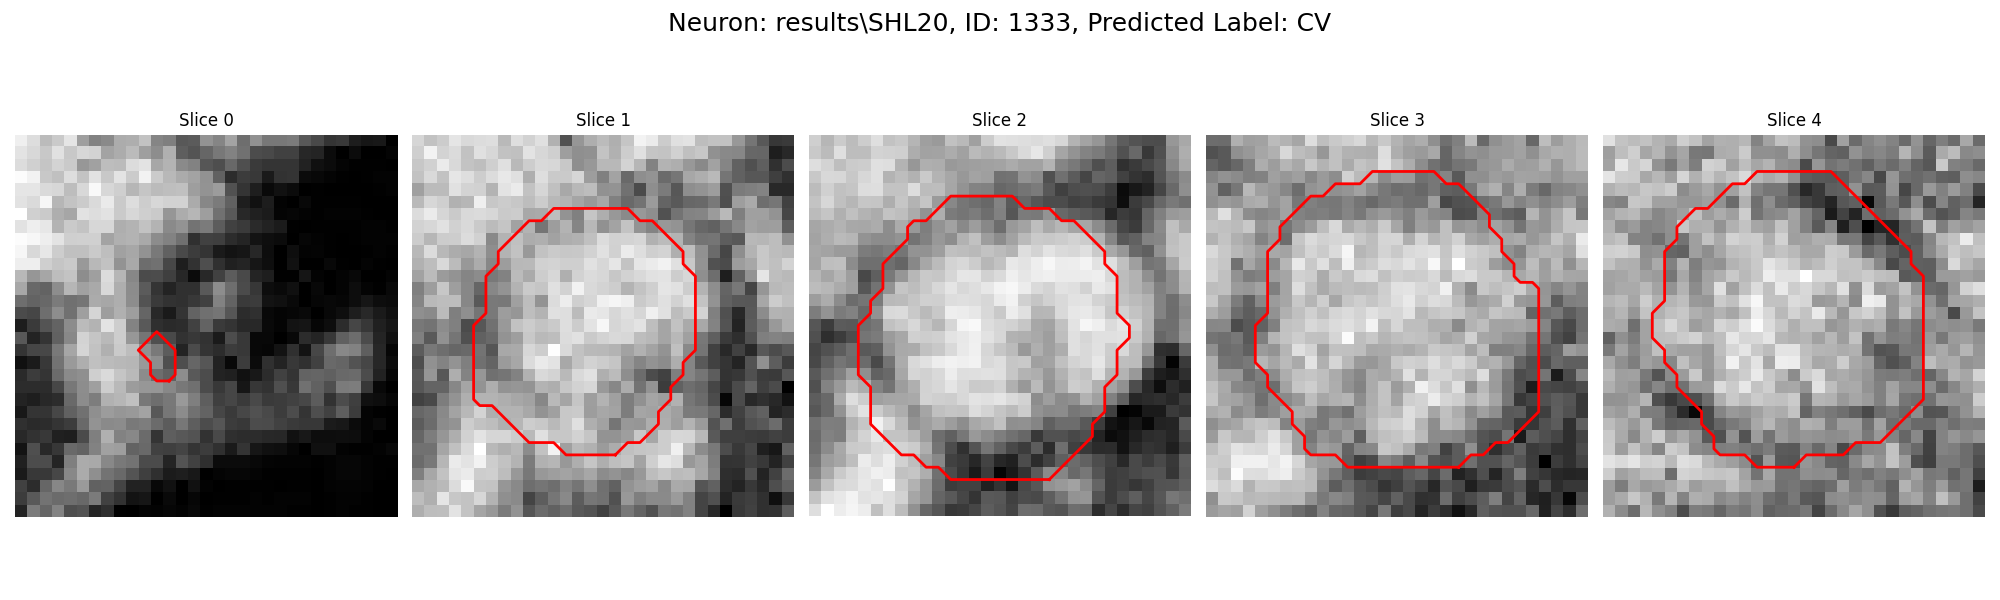 Neuron: results\SHL20, ID: 1333, Predicted Label: CV
Slice 0
Slice 1
Slice 2
Slice 3
Slice 4